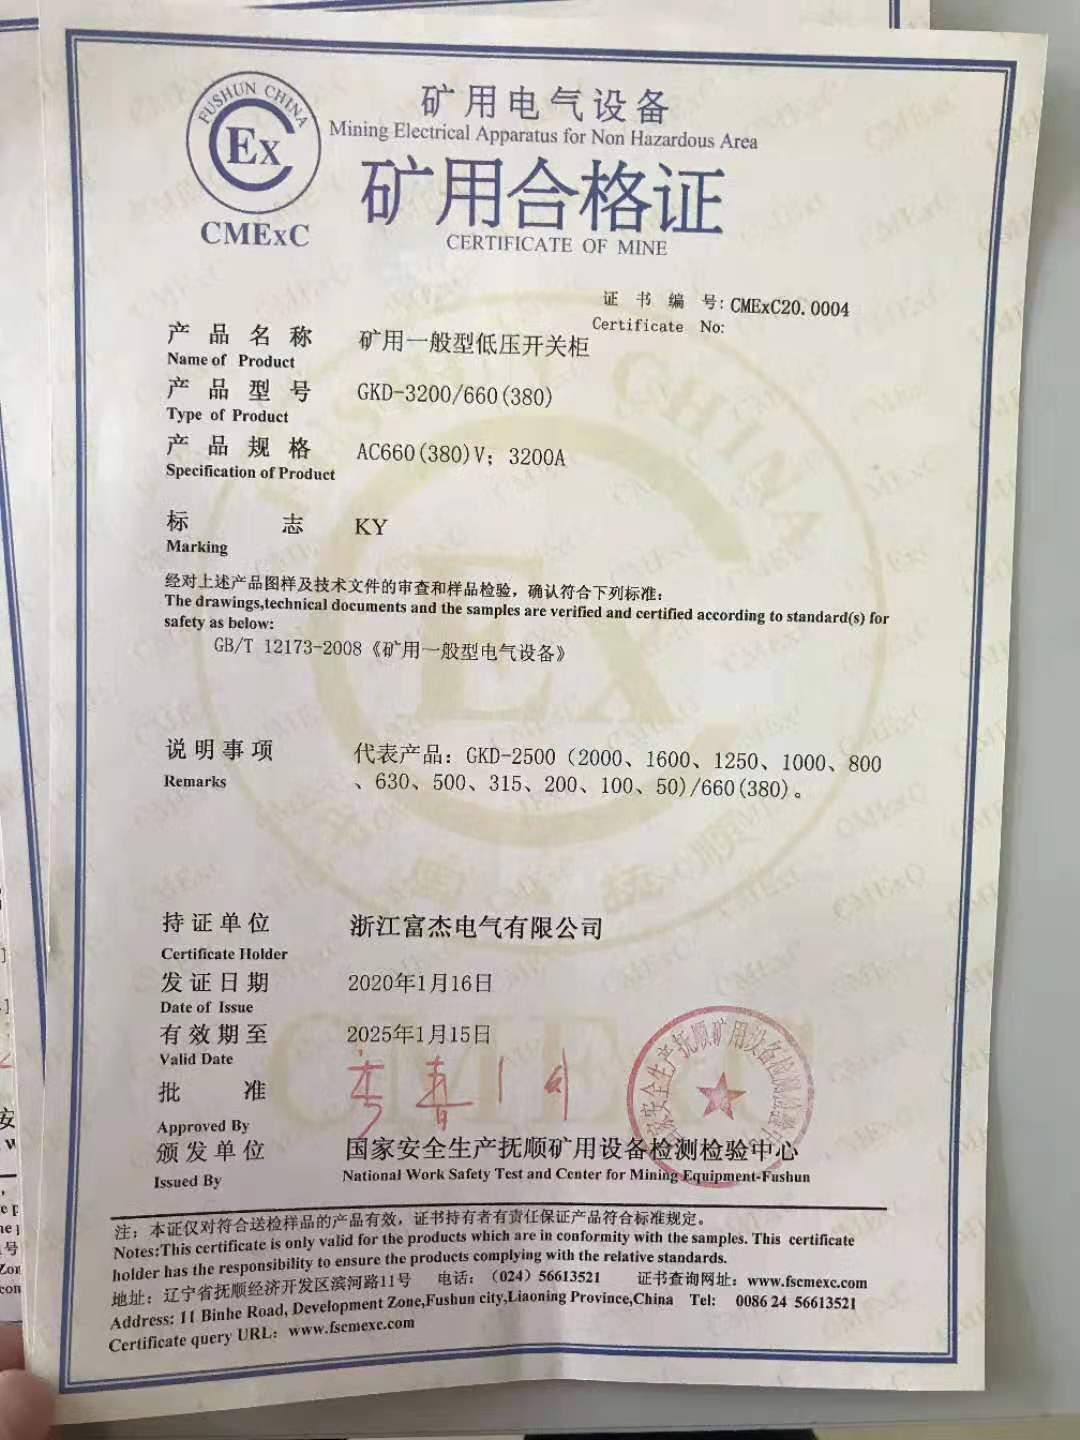 FUSHUN CHINA
Ex
CMExC
矿用电气设备
Mining Electrical Apparatus for Non Hazardous Area
矿用合格证
CERTIFICATE OF MINE
证书编号: CMExC20.0004
Certificate No:
产品名称 矿用一般型低压开关柜
Name of Product
产品型号 GKD-3200/660(380)
Type of Product
产品规格 AC660(380)V; 3200A
Specification of Product
标志 KY
Marking
经对上述产品图样及技术文件的审查和样品检验，确认符合下列标准：
The drawings,technical documents and the samples are verified and certified according to standard(s) for
safety as below:
GB/T 12173-2008《矿用一般型电气设备》
说明事项 代表产品：GKD-2500（2000、1600、1250、1000、800
Remarks 、630、500、315、200、100、50)/660(380)。
持证单位 浙江富杰电气有限公司
Certificate Holder
发证日期 2020年1月16日
Date of Issue
有效期至 2025年1月15日
Valid Date
批准
Approved By
颁发单位 国家安全生产抚顺矿用设备检测检验中心
Issued By National Work Safety Test and Center for Mining Equipment-Fushun
注：本证仅对符合送检样品的产品有效，证书持有者有责任保证产品符合标准规定。
Notes:This certificate is only valid for the products which are in conformity with the samples. This certificate
holder has the responsibility to ensure the products complying with the relative standards.
地址：辽宁省抚顺经济开发区滨河路11号 电话：（024）56613521 证书查询网址：www.fscmexc.com
Address: 11 Binhe Road, Development Zone,Fushun city,Liaoning Province,China Tel: 0086 24 56613521
Certificate query URL: www.fscmexc.com